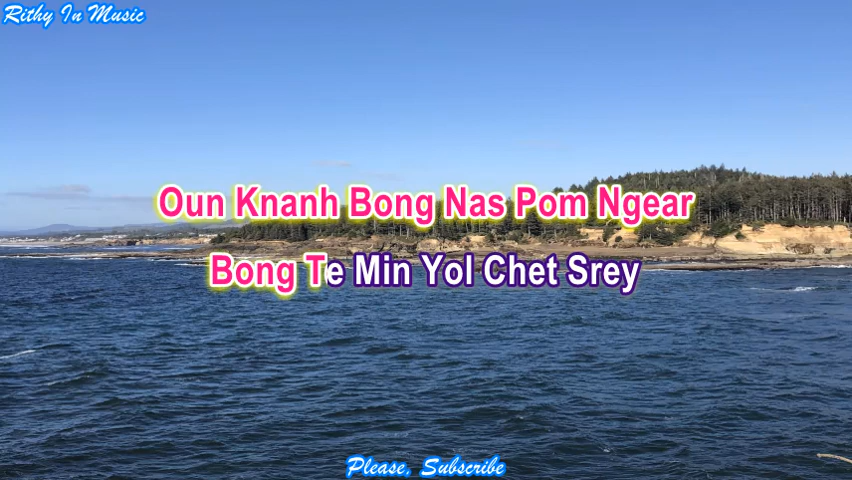 Rithy In Music
Oun Knanh Bong Nas Pom Ngear
Bong Te Min Yol Chet Srey
Please, Subscribe